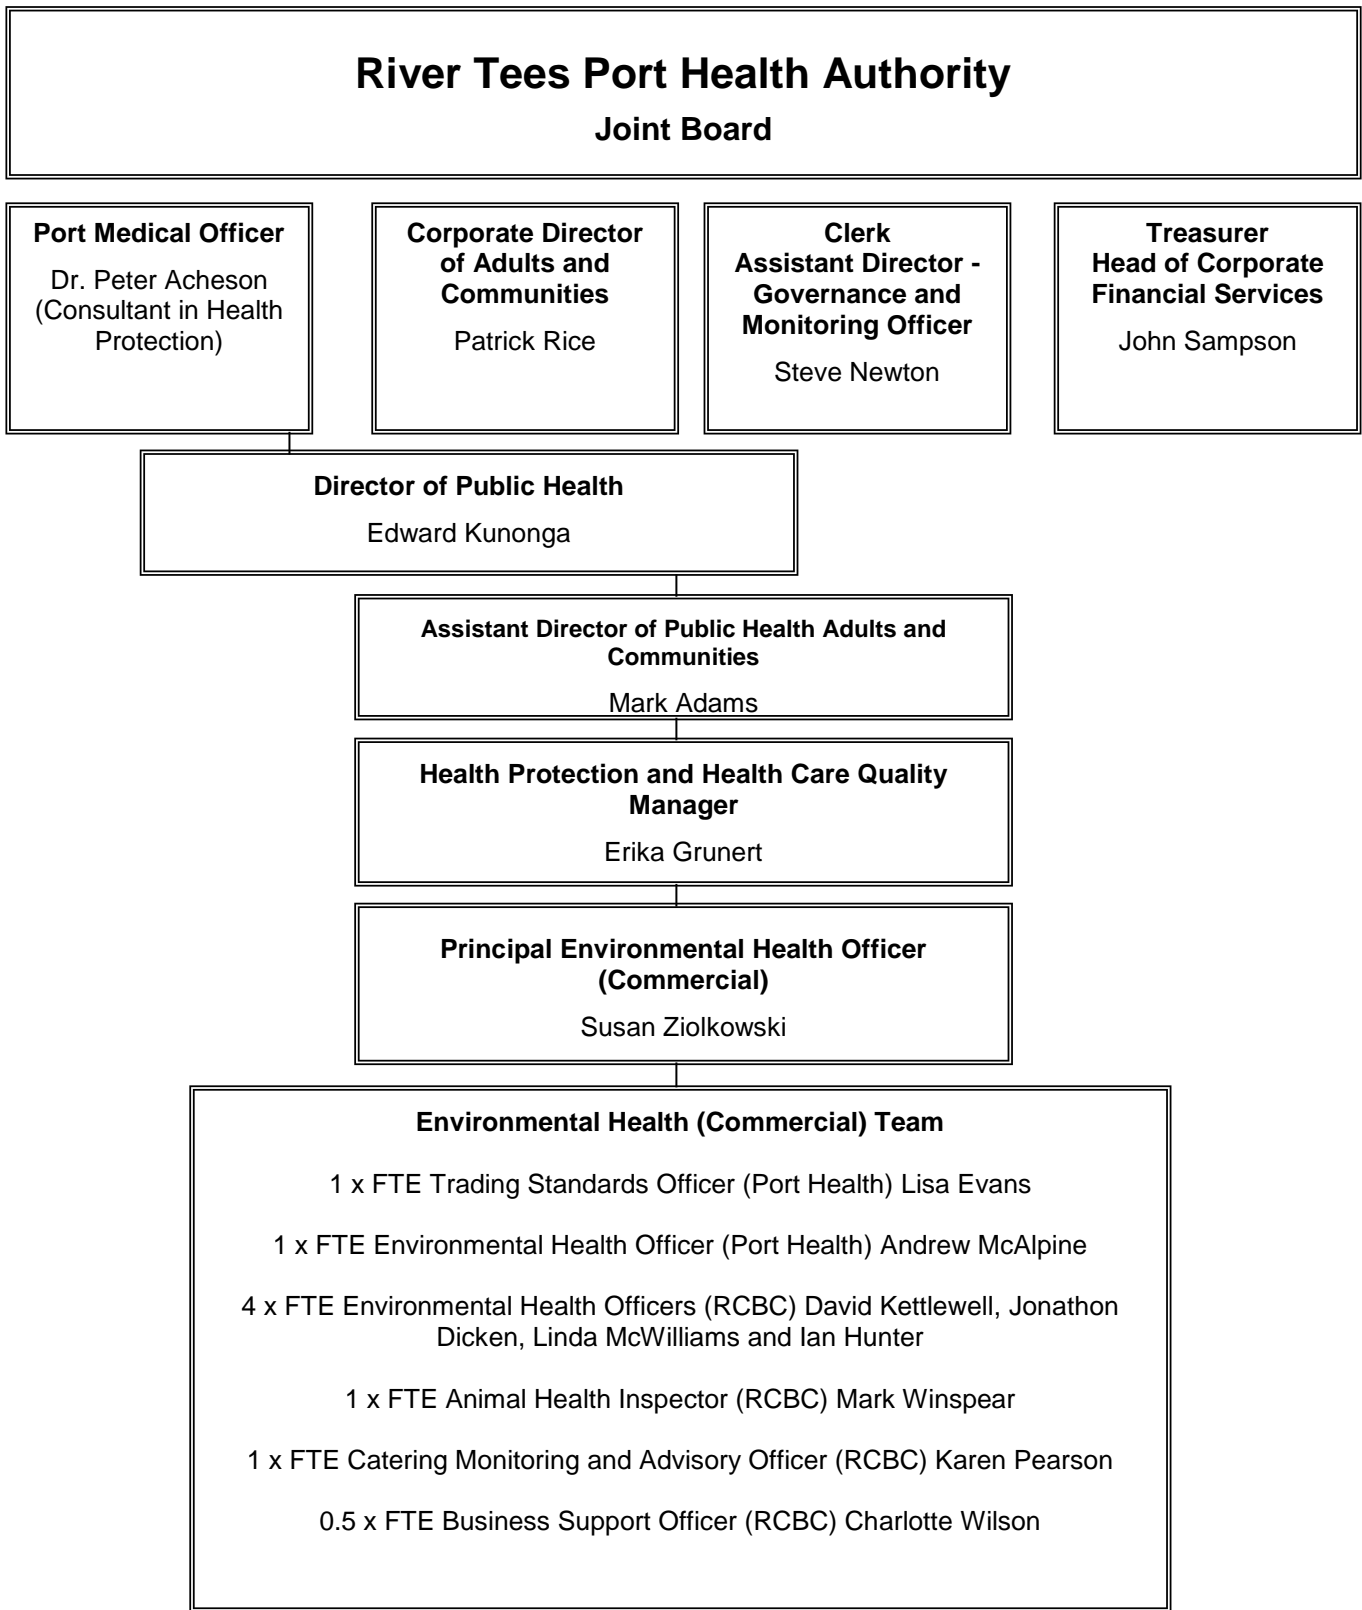 River Tees Port Health Authority
Joint Board
Port Medical Officer
Dr. Peter Acheson
(Consultant in Health
Protection)
Corporate Director
of Adults and
Communities
Patrick Rice
Clerk
Assistant Director -
Governance and
Monitoring Officer
Steve Newton
Treasurer
Head of Corporate
Financial Services
John Sampson
Director of Public Health
Edward Kunonga
Assistant Director of Public Health Adults and
Communities
Mark Adams
Health Protection and Health Care Quality
Manager
Erika Grunert
Principal Environmental Health Officer
(Commercial)
Susan Ziolkowski
Environmental Health (Commercial) Team
1 x FTE Trading Standards Officer (Port Health) Lisa Evans
1 x FTE Environmental Health Officer (Port Health) Andrew McAlpine
4 x FTE Environmental Health Officers (RCBC) David Kettlewell, Jonathon
Dicken, Linda McWilliams and Ian Hunter
1 x FTE Animal Health Inspector (RCBC) Mark Winspear
1 x FTE Catering Monitoring and Advisory Officer (RCBC) Karen Pearson
0.5 x FTE Business Support Officer (RCBC) Charlotte Wilson